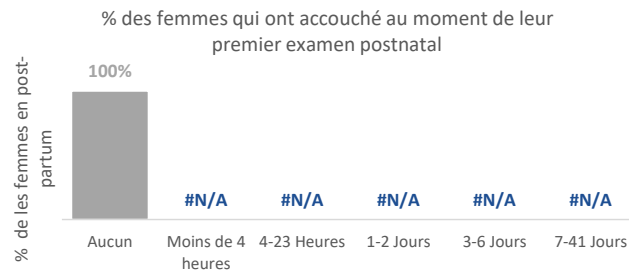 % des femmes qui ont accouché au moment de leur
premier examen postnatal
% de les femmes en post-
partum
100%
#N/A #N/A #N/A #N/A #N/A
Aucun Moins de 4 4-23 Heures 1-2 Jours 3-6 Jours 7-41 Jours
heures